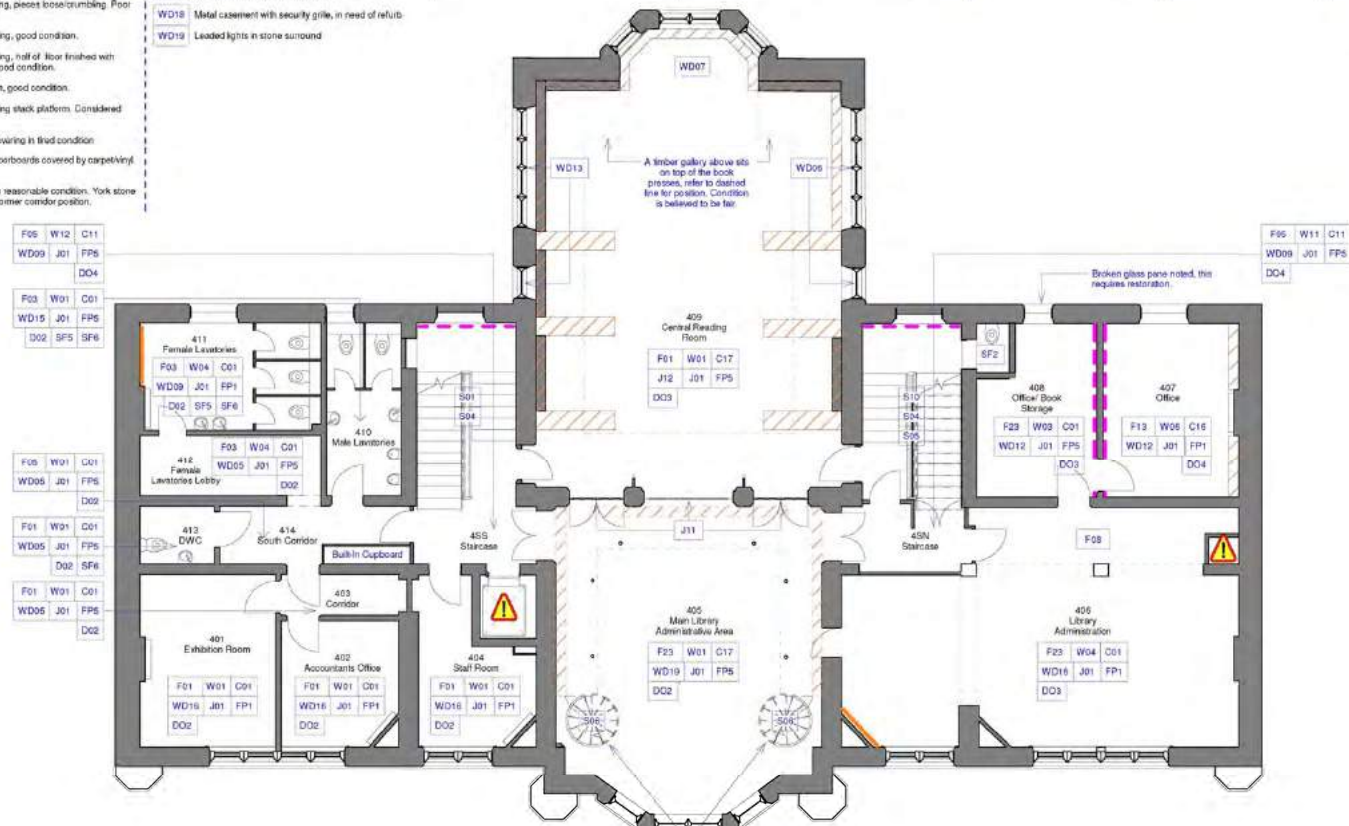 ng, pieces loose/crumbling. Poor
ng, good condition.
ng, half of floor finished with
ood condition.
, good condition.
ng stack platform. Considered
overing in tired condition
oorboards covered by carpet/vinyl.
reasonable condition. York stone
ormer corridor position.
WD18 Metal casement with security grille, in need of refurb
WD19 Leaded lights in stone surround
WD07
WD13
A timber gallery above sits
on top of the book
presses, refer to dashed
line for position. Condition
is believed to be fair.
WD06
F05 W12 C11
WD09 J01 FP5
DO4
F03 W01 C01
WD15 J01 FP5
D02 SF5 SF6
F05 W01 C01
WD05 J01 FP5
D02
F01 W01 C01
WD05 J01 FP5
D02 SF6
F01 W01 C01
WD05 J01 FP5
D02
411
Female Lavatories
F03 W04 C01
WD09 J01 FP1
D02 SF5 SF6
412
Female
Lavatories Lobby
F03 W04 C01
WD05 J01 FP5
D02
410
Male Lavatories
S01
S04
413
DWC
414
South Corridor
Built-In Cupboard
4SS
Staircase
403
Corridor
401
Exhibition Room
F01 W01 C01
WD16 J01 FP1
DO2
402
Accountants Office
F01 W01 C01
WD16 J01 FP1
DO2
404
Staff Room
F01 W01 C01
WD16 J01 FP1
DO2
409
Central Reading
Room
F01 W01 C17
J12 J01 FP5
DO3
J11
405
Main Library
Administrative Area
F23 W01 C17
WD19 J01 FP5
DO2
S06
S06
S10
S04
S05
SF2
4SN
Staircase
Broken glass pane noted, this
requires restoration.
F05 W11 C11
WD09 J01 FP5
DO4
408
Office/ Book
Storage
F23 W03 C01
WD12 J01 FP5
DO3
407
Office
F13 W06 C16
WD12 J01 FP1
DO4
F08
406
Library
Administration
F23 W04 C01
WD16 J01 FP1
DO3